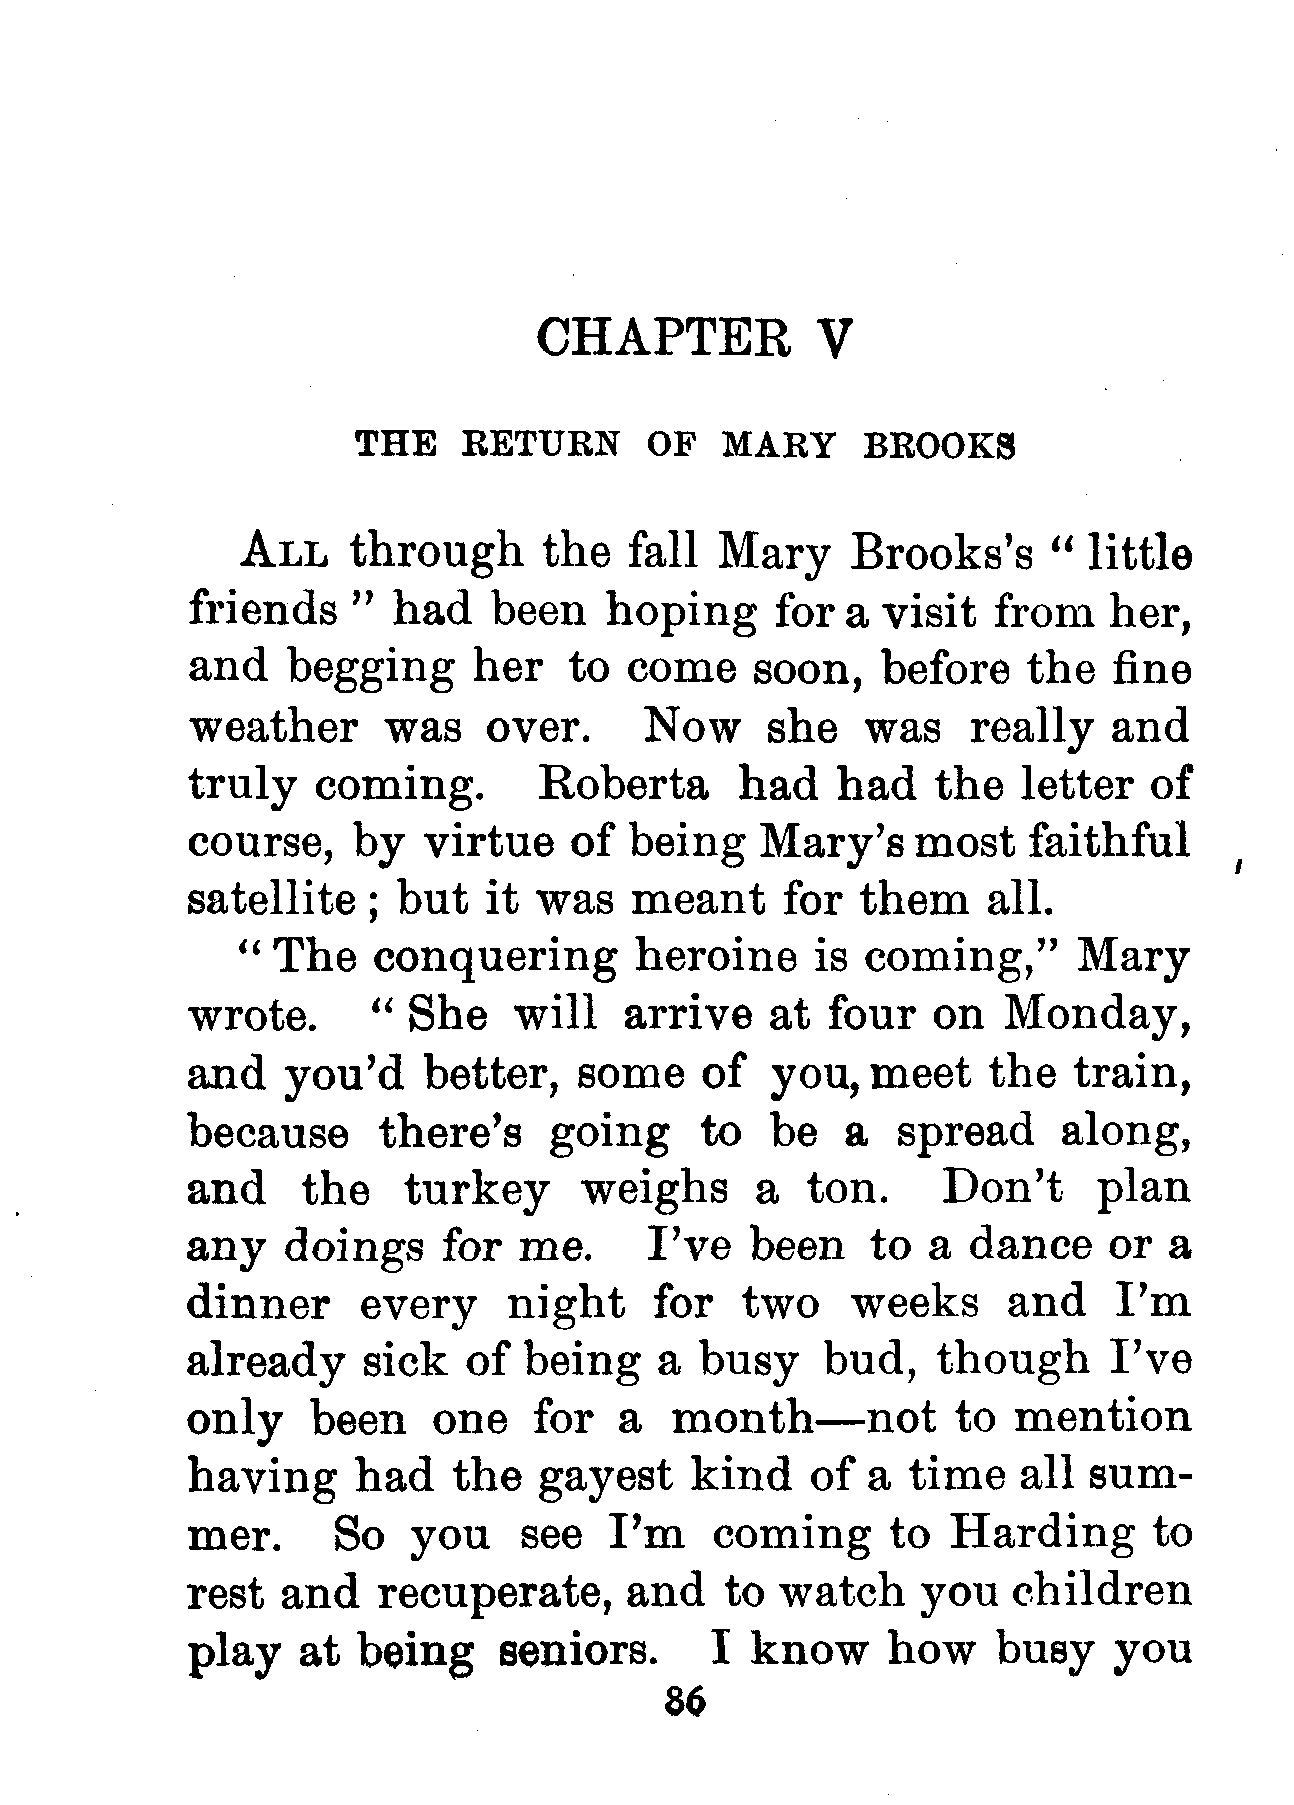 CHAPTER V
THE RETURN OF MARY BROOKS
ALL through the fall Mary Brooks's " little
friends " had been hoping for a visit from her,
and begging her to come soon, before the fine
weather was over. Now she was really and
truly coming. Roberta had had the letter of
course, by virtue of being Mary's most faithful
satellite ; but it was meant for them all.
" The conquering heroine is coming," Mary
wrote. " She will arrive at four on Monday,
and you'd better, some of you, meet the train,
because there's going to be a spread along,
and the turkey weighs a ton. Don't plan
any doings for me. I've been to a dance or a
dinner every night for two weeks and I'm
already sick of being a busy bud, though I've
only been one for a month—not to mention
having had the gayest kind of a time all sum-
mer. So you see I'm coming to Harding to
rest and recuperate, and to watch you children
play at being seniors. I know how busy you
86